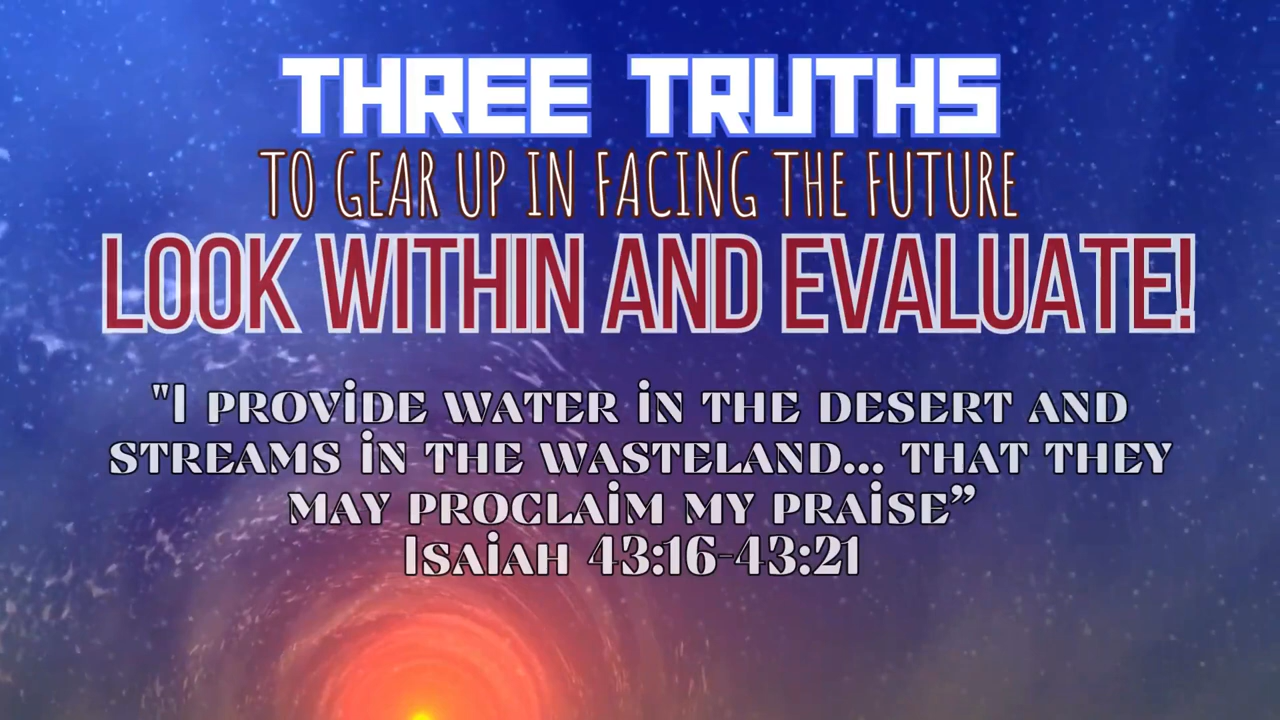 THREE TRUTHS
TO GEAR UP IN FACING THE FUTURE
LOOK WITHIN AND EVALUATE!
"I PROVIDE WATER IN THE DESERT AND
STREAMS IN THE WASTELAND... THAT THEY
MAY PROCLAIM MY PRAISE”
ISAIAH 43:16-43:21